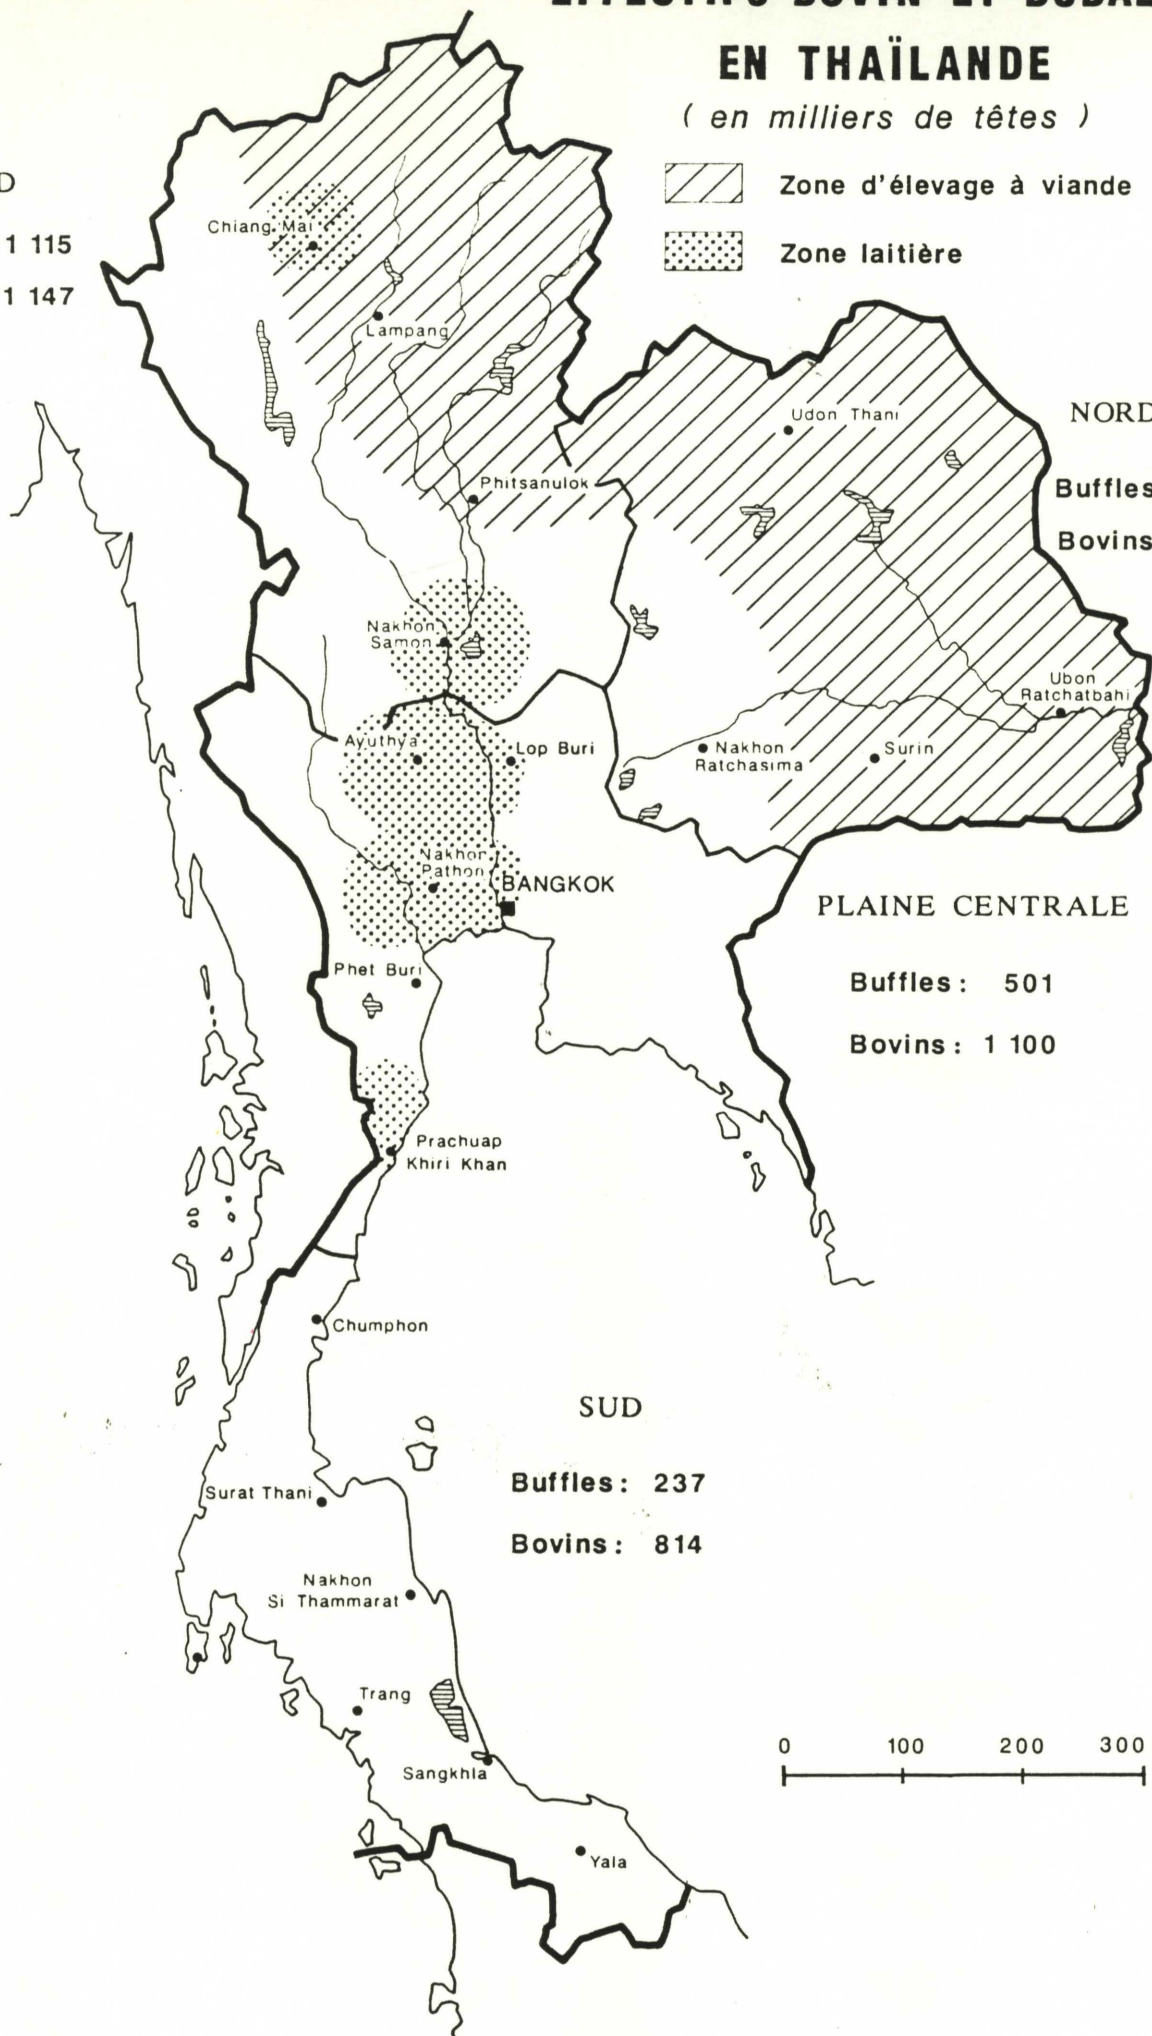 EN THAÏLANDE
( en milliers de têtes )
Zone d'élevage à viande
Zone laitière
D
1 115
1 147
Chiang Mai
Lampang
Udon Thani
NORD
Buffles
Bovins
Phitsanulok
Nakhon
Samon
Ubon
Ratchatbahi
Ayuthya
Lop Buri
Nakhon
Ratchasima
Surin
Nakhon
Pathon
BANGKOK
PLAINE CENTRALE
Buffles : 501
Bovins : 1 100
Phet Buri
Prachuap
Khiri Khan
Chumphon
SUD
Buffles : 237
Bovins : 814
Surat Thani
Nakhon
Si Thammarat
Trang
Sangkhla
Yala
0 100 200 300